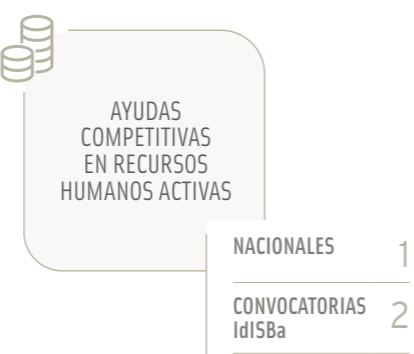 AYUDAS
COMPETITIVAS
EN RECURSOS
HUMANOS ACTIVAS
NACIONALES 1
CONVOCATORIAS 2
IdISBa